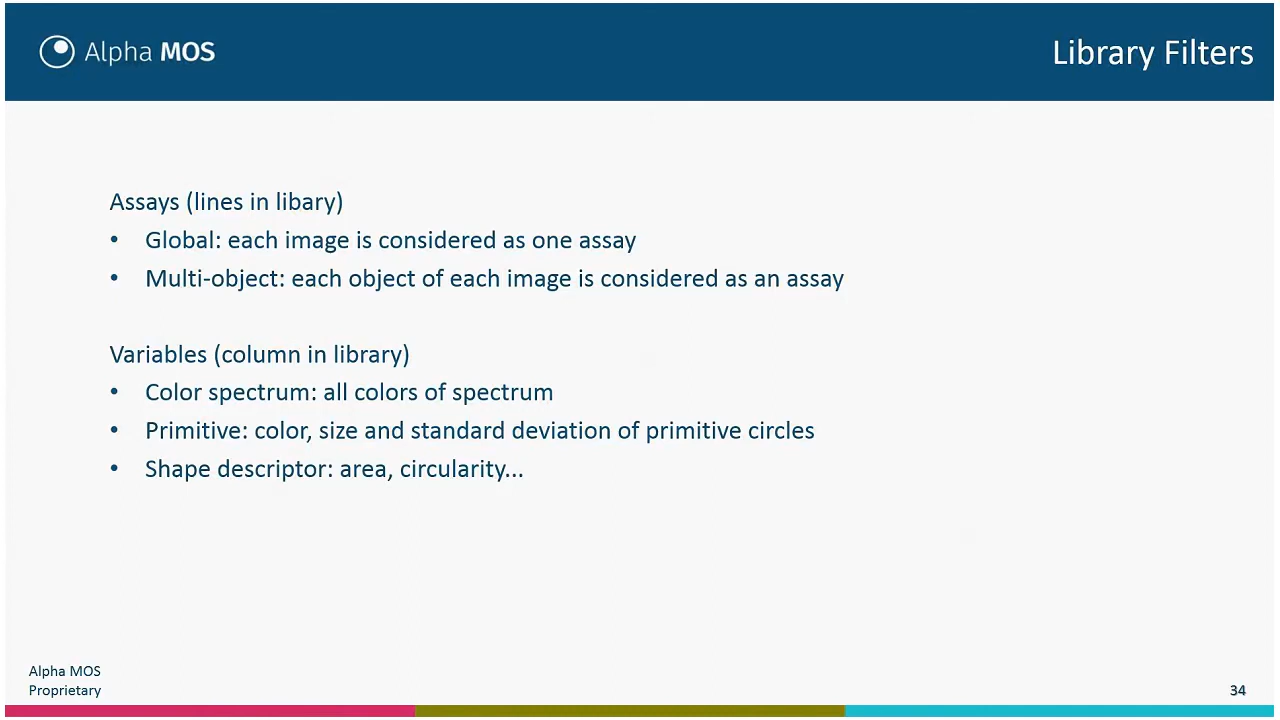 Alpha MOS
Library Filters
Assays (lines in libary)
• Global: each image is considered as one assay
• Multi-object: each object of each image is considered as an assay
Variables (column in library)
• Color spectrum: all colors of spectrum
• Primitive: color, size and standard deviation of primitive circles
• Shape descriptor: area, circularity...
Alpha MOS
Proprietary
34